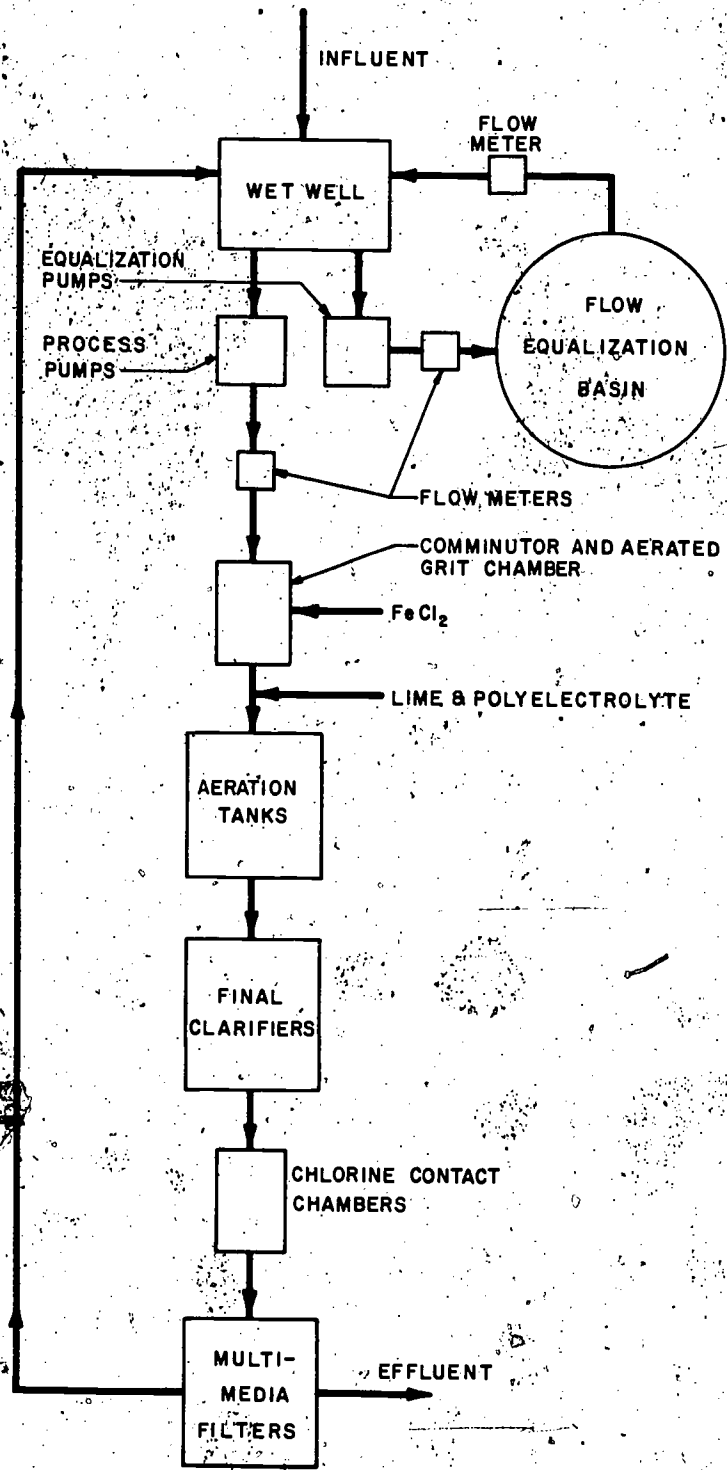 INFLUENT
FLOW
METER
WET WELL
EQUALIZATION
PUMPS
FLOW
EQUALIZATION
BASIN
PROCESS
PUMPS
FLOW METERS
COMMINUTOR AND AERATED
GRIT CHAMBER
FeCl₂
LIME & POLYELECTROLYTE
AERATION
TANKS
FINAL
CLARIFIERS
CHLORINE CONTACT
CHAMBERS
MULTI-
MEDIA
FILTERS
EFFLUENT